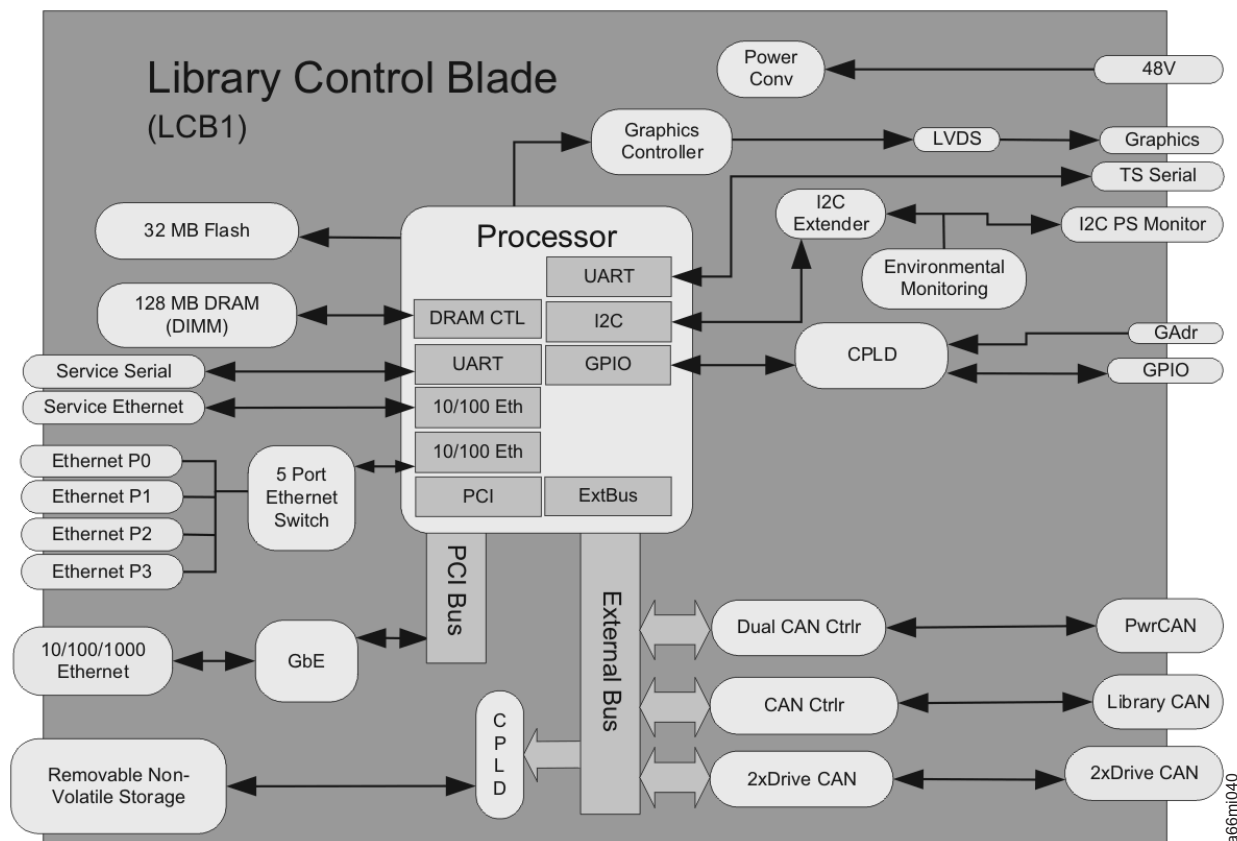 Library Control Blade
(LCB1)
Power
Conv
48V
Graphics
Controller
LVDS
Graphics
TS Serial
I2C
Extender
I2C PS Monitor
Environmental
Monitoring
32 MB Flash
Processor
UART
128 MB DRAM
(DIMM)
DRAM CTL
I2C
GAdr
CPLD
GPIO
Service Serial
UART
GPIO
Service Ethernet
10/100 Eth
Ethernet P0
Ethernet P1
Ethernet P2
Ethernet P3
5 Port
Ethernet
Switch
10/100 Eth
PCI
ExtBus
PCI Bus
External Bus
10/100/1000
Ethernet
GbE
Dual CAN Ctrlr
PwrCAN
CAN Ctrlr
Library CAN
Removable Non-
Volatile Storage
C
P
L
D
2xDrive CAN
2xDrive CAN
a66mi040